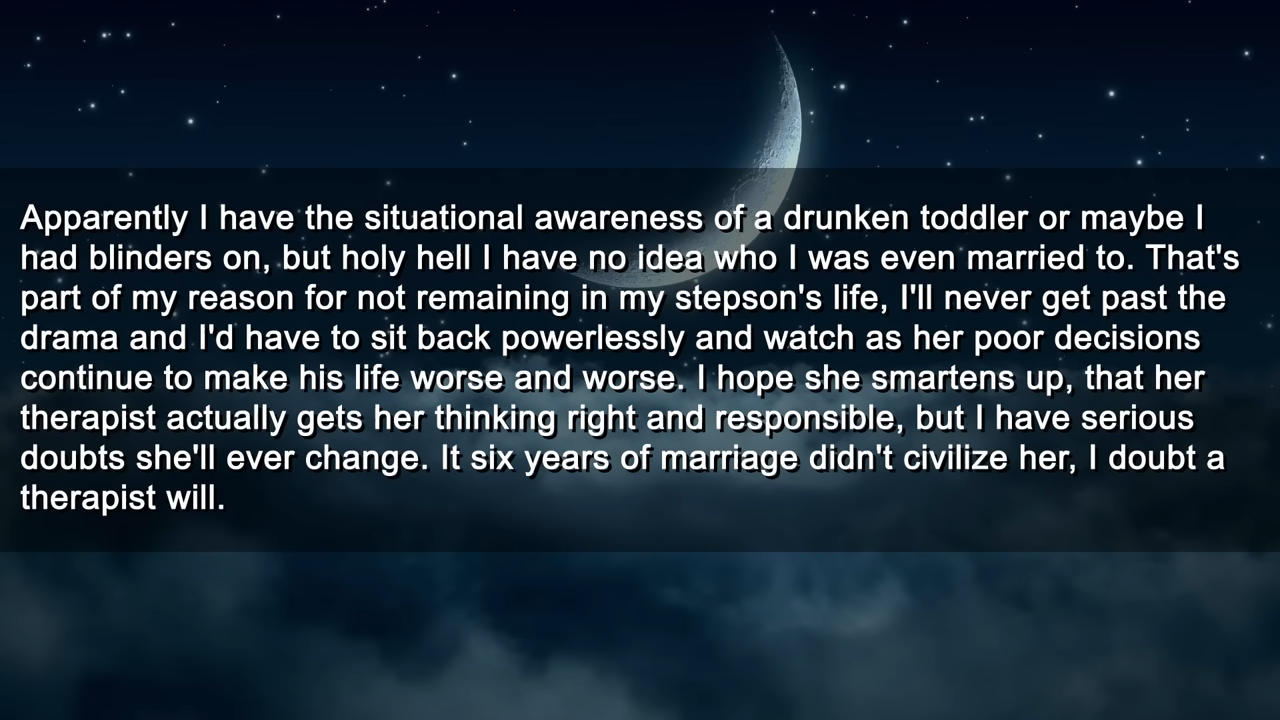 Apparently I have the situational awareness of a drunken toddler or maybe I
had blinders on, but holy hell I have no idea who I was even married to. That's
part of my reason for not remaining in my stepson's life, I'll never get past the
drama and I'd have to sit back powerlessly and watch as her poor decisions
continue to make his life worse and worse. I hope she smartens up, that her
therapist actually gets her thinking right and responsible, but I have serious
doubts she'll ever change. It six years of marriage didn't civilize her, I doubt a
therapist will.